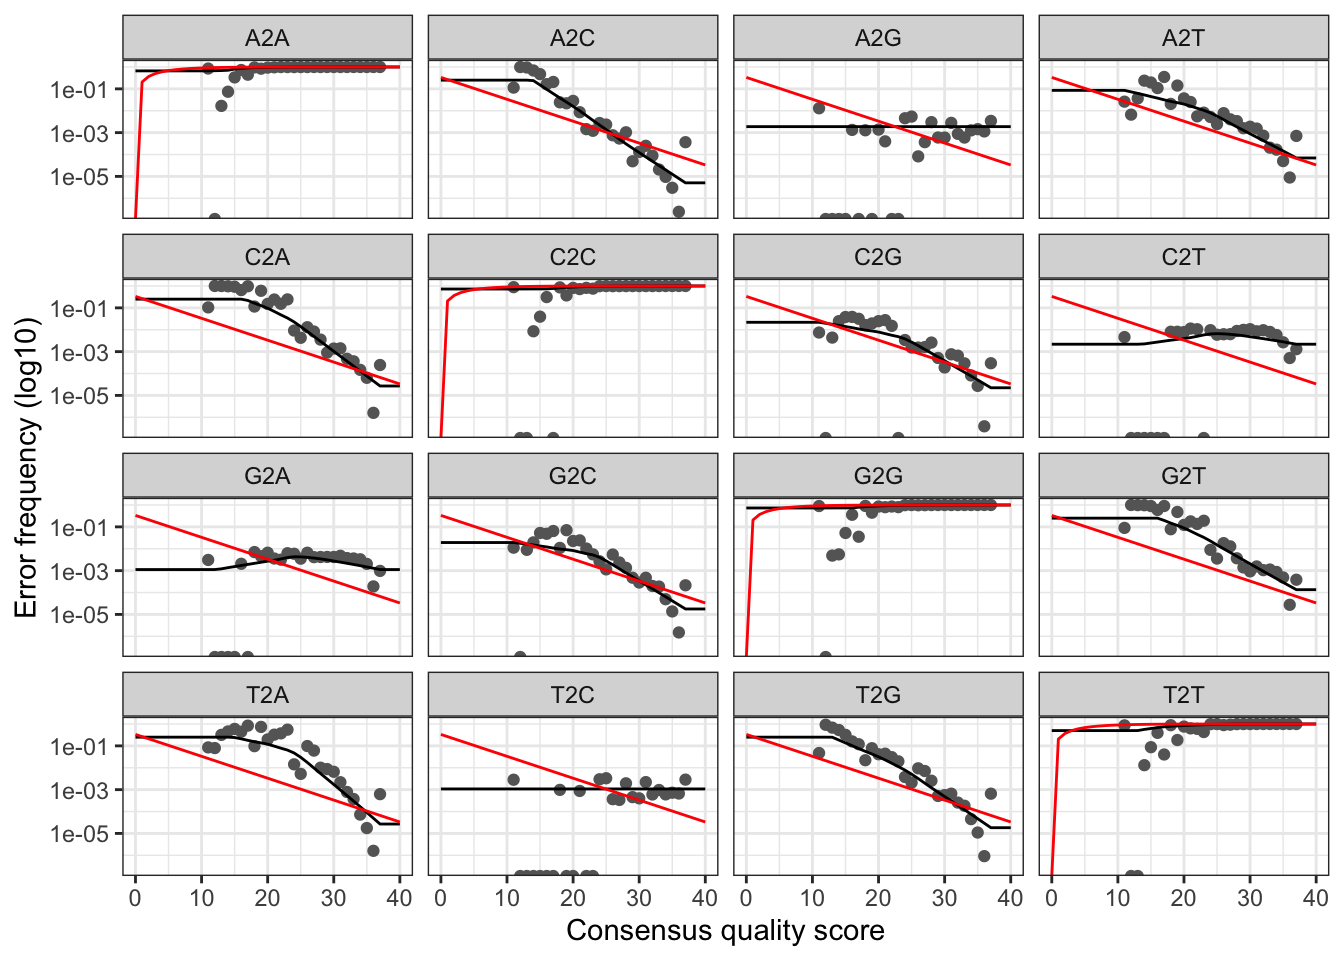 A2A A2C A2G A2T
1e-01
1e-03
1e-05
C2A C2C C2G C2T
1e-01
1e-03
1e-05
G2A G2C G2G G2T
1e-01
1e-03
1e-05
T2A T2C T2G T2T
1e-01
1e-03
1e-05
0 10 20 30 40 0 10 20 30 40 0 10 20 30 40 0 10 20 30 40
Consensus quality score
Error frequency (log10)